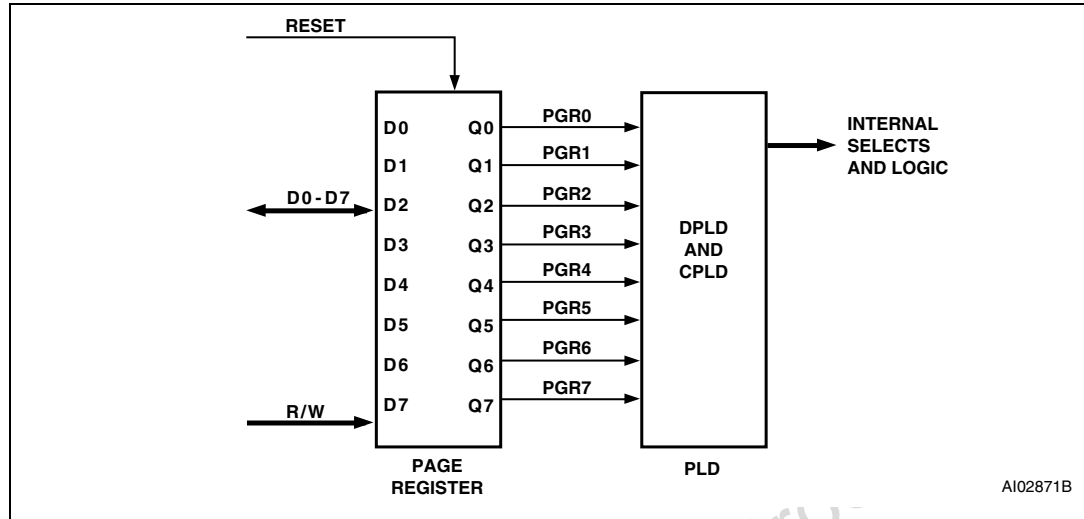 RESET
D0 Q0 PGR0
D1 Q1 PGR1
D0-D7 D2 Q2 PGR2
D3 Q3 PGR3
D4 Q4 PGR4
D5 Q5 PGR5
D6 Q6 PGR6
R/W D7 Q7 PGR7
DPLD
AND
CPLD
INTERNAL
SELECTS
AND LOGIC
PAGE
REGISTER
PLD
AI02871B